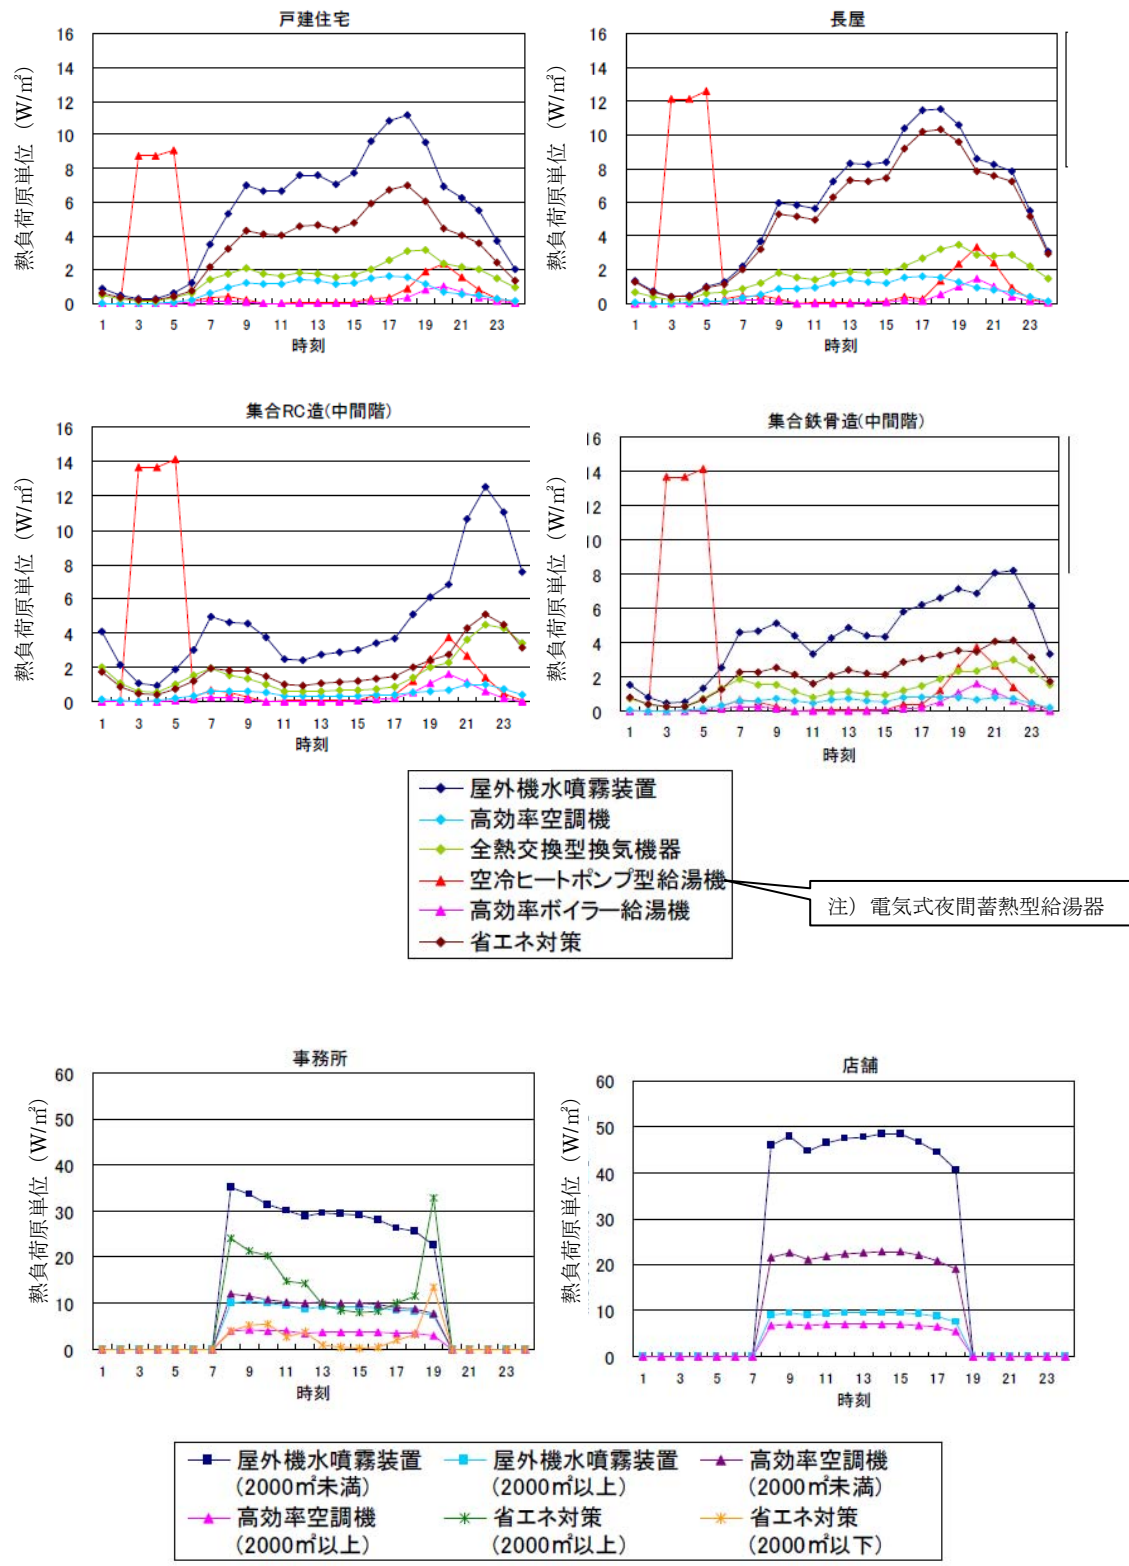 戸建住宅
熱負荷原単位（W/㎡）
16
14
12
10
8
6
4
2
0
1 3 5 7 9 11 13 15 17 19 21 23
時刻
長屋
熱負荷原単位（W/㎡）
16
14
12
10
8
6
4
2
0
1 3 5 7 9 11 13 15 17 19 21 23
時刻
集合RC造(中間階)
熱負荷原単位（W/㎡）
16
14
12
10
8
6
4
2
0
1 3 5 7 9 11 13 15 17 19 21 23
時刻
集合鉄骨造(中間階)
熱負荷原単位（W/㎡）
16
14
12
10
8
6
4
2
0
1 3 5 7 9 11 13 15 17 19 21 23
時刻
屋外機水噴霧装置
高効率空調機
全熱交換型換気機器
空冷ヒートポンプ型給湯機
高効率ボイラー給湯機
省エネ対策
注）電気式夜間蓄熱型給湯器
事務所
熱負荷原単位（W/㎡）
60
50
40
30
20
10
0
1 3 5 7 9 11 13 15 17 19 21 23
時刻
店舗
熱負荷原単位（W/㎡）
60
50
40
30
20
10
0
1 3 5 7 9 11 13 15 17 19 21 23
時刻
屋外機水噴霧装置
(2000㎡未満)
屋外機水噴霧装置
(2000㎡以上)
高効率空調機
(2000㎡未満)
高効率空調機
(2000㎡以上)
省エネ対策
(2000㎡以上)
省エネ対策
(2000㎡以下)